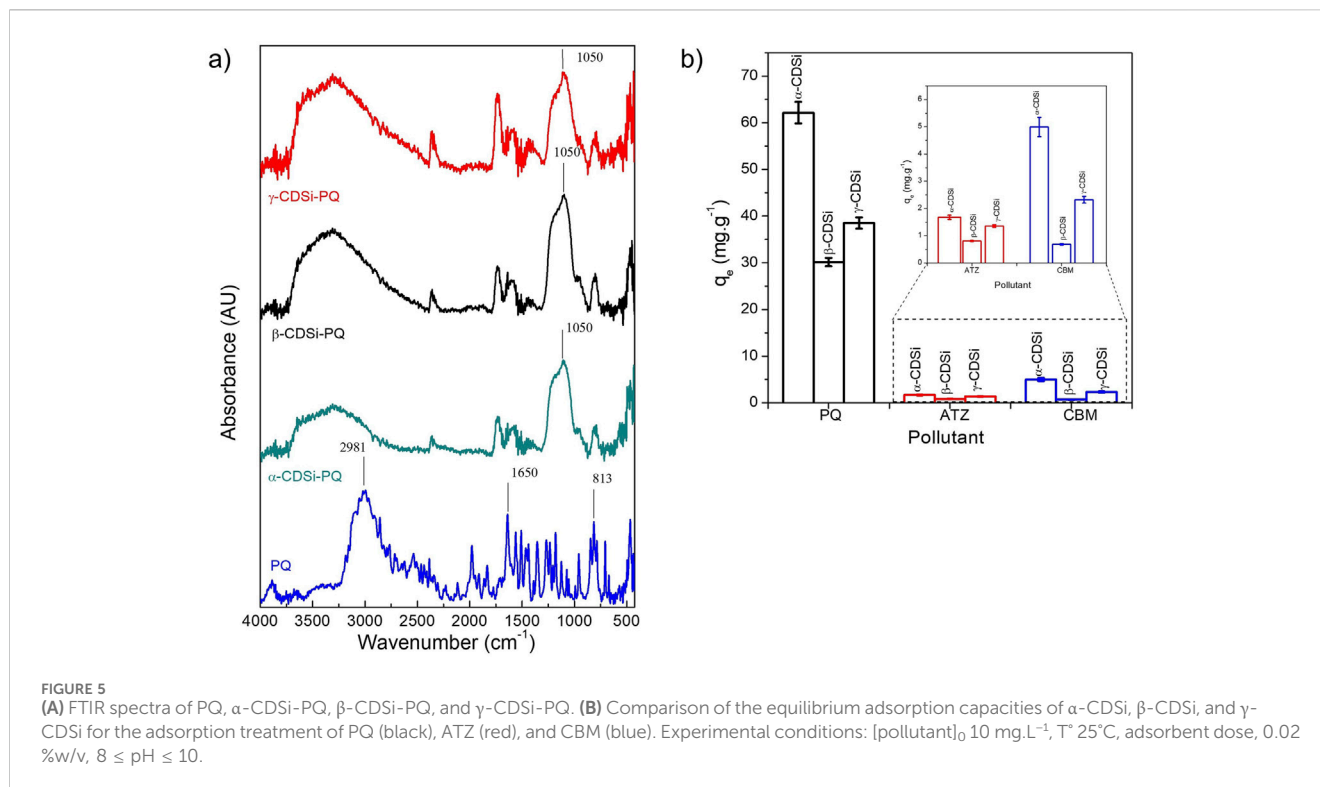 a)
1050
γ-CDSi-PQ
1050
β-CDSi-PQ
1050
α-CDSi-PQ
2981
1650
813
PQ
Absorbance (AU)
4000 3500 3000 2500 2000 1500 1000 500
Wavenumber (cm⁻¹)
b)
qₑ (mg.g⁻¹)
70
60
50
40
30
20
10
0
α-CDSi
β-CDSi
γ-CDSi
α-CDSi
β-CDSi
γ-CDSi
α-CDSi
β-CDSi
γ-CDSi
PQ ATZ CBM
Pollutant
qₑ (mg.g⁻¹)
6
5
4
3
2
1
0
α-CDSi
β-CDSi
γ-CDSi
α-CDSi
β-CDSi
γ-CDSi
ATZ CBM
Pollutant
FIGURE 5
(A) FTIR spectra of PQ, α-CDSi-PQ, β-CDSi-PQ, and γ-CDSi-PQ. (B) Comparison of the equilibrium adsorption capacities of α-CDSi, β-CDSi, and γ-
CDSi for the adsorption treatment of PQ (black), ATZ (red), and CBM (blue). Experimental conditions: [pollutant]₀ 10 mg.L⁻¹, T° 25°C, adsorbent dose, 0.02
%w/v, 8 ≤ pH ≤ 10.